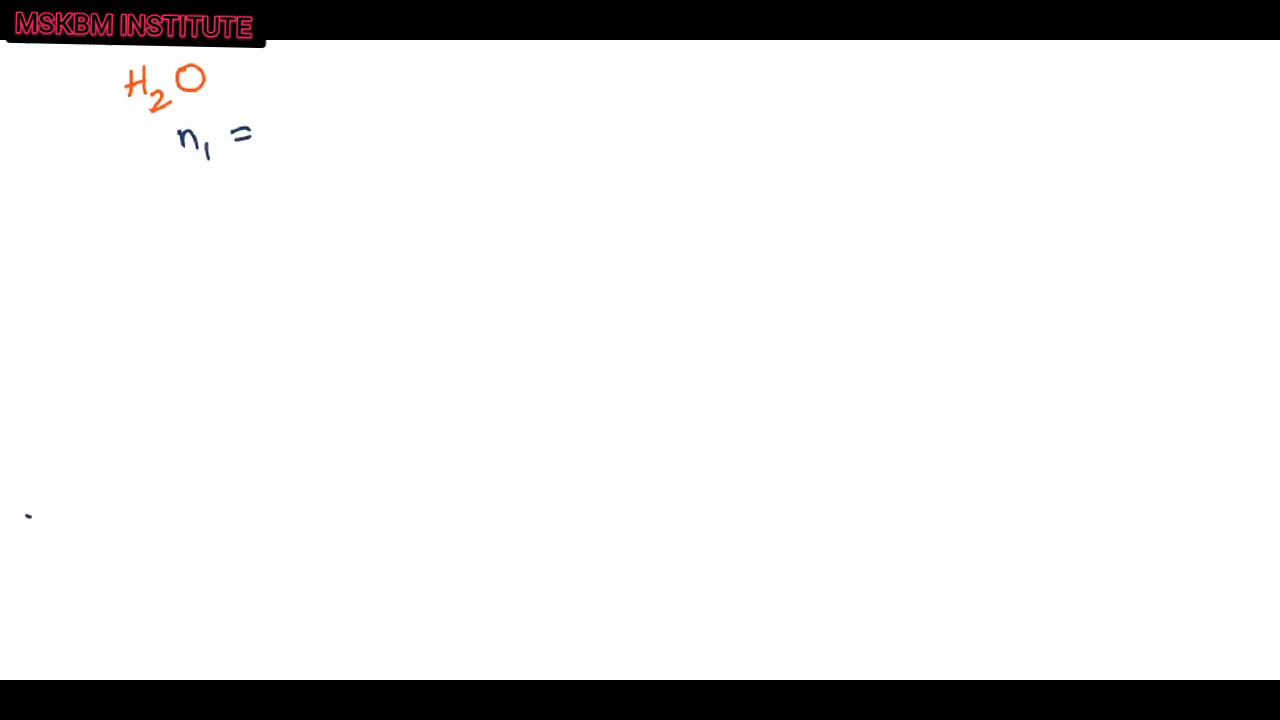 MSKBM INSTITUTE
H₂O
n₁ =